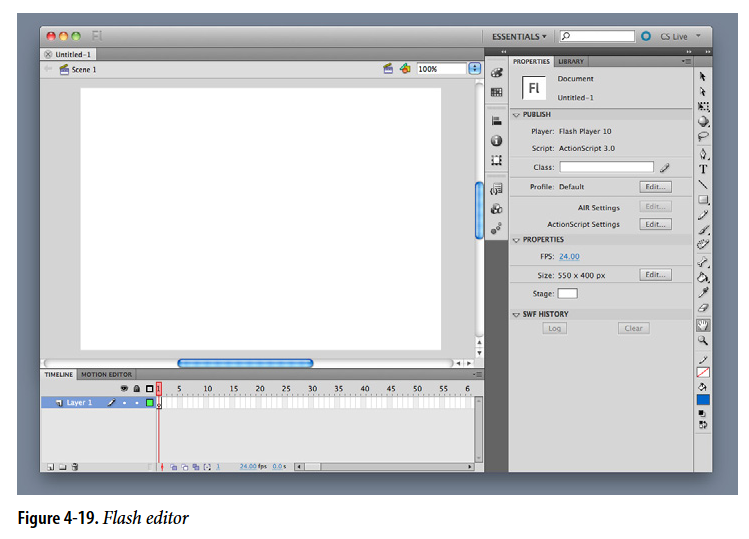 Fl
ESSENTIALS
CS Live
Untitled-1
Scene 1
100%
PROPERTIES LIBRARY
Fl
Document
Untitled-1
PUBLISH
Player: Flash Player 10
Script: ActionScript 3.0
Class:
Profile: Default Edit...
AIR Settings Edit...
ActionScript Settings Edit...
PROPERTIES
FPS: 24.00
Size: 550 x 400 px Edit...
Stage:
SWF HISTORY
Log Clear
T
TIMELINE MOTION EDITOR
1 5 10 15 20 25 30 35 40 45 50 55 6
Layer 1
1 24.00 fps 0.0 s
Figure 4-19. Flash editor